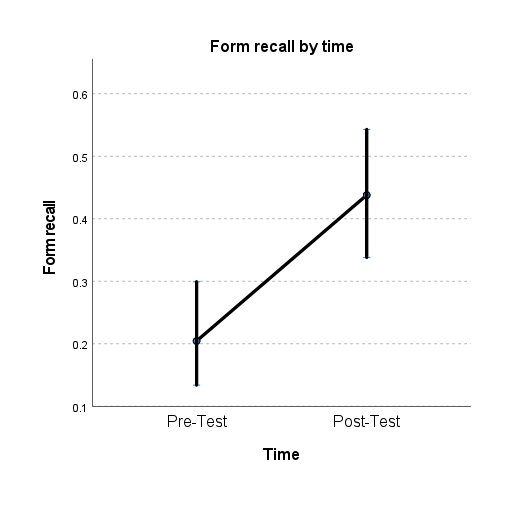 Form recall by time
0.6
0.5
0.4
0.3
0.2
0.1
Form recall
Pre-Test
Post-Test
Time